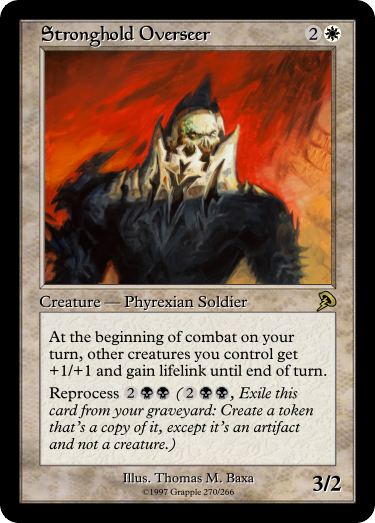 Stronghold Overseer 2
Creature — Phyrexian Soldier
At the beginning of combat on your
turn, other creatures you control get
+1/+1 and gain lifelink until end of turn.
Reprocess 2 ( 2 , Exile this
card from your graveyard: Create a token
that's a copy of it, except it's an artifact
and not a creature.)
Illus. Thomas M. Baxa
©1997 Grapple 270/266
3/2